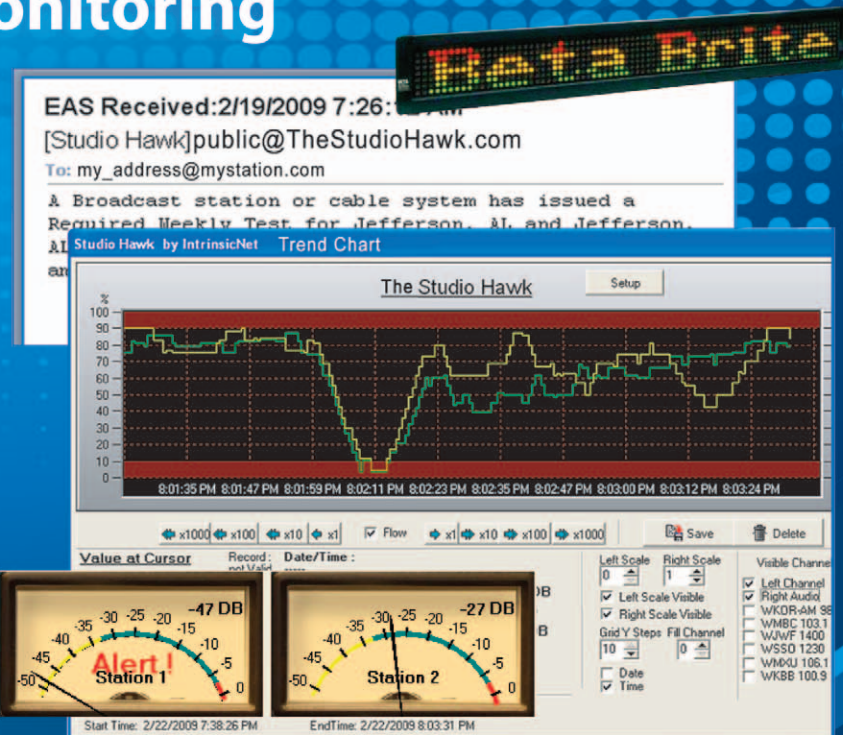 onitoring
Beta Brite
EAS Received:2/19/2009 7:26: AM
[Studio Hawk]public@TheStudioHawk.com
To: my_address@mystation.com
A Broadcast station or cable system has issued a
Required Weekly Test for Jefferson, AL and Jefferson,
AL
an
Studio Hawk by IntrinsicNet Trend Chart
The Studio Hawk
Setup
%
100
90
80
70
60
50
40
30
20
10
0
8:01:35 PM 8:01:47 PM 8:01:59 PM 8:02:11 PM 8:02:23 PM 8:02:35 PM 8:02:47 PM 8:03:00 PM 8:03:12 PM 8:03:24 PM
x1000 x100 x10 x1 Flow x1 x10 x100 x1000 Save Delete
Value at Cursor
Record: Date/Time :
not Valid -----
DB
B
Left Scale Right Scale
0 1
Left Scale Visible
Right Scale Visible
Grid Y Steps Fill Channel
10 0
Date
Time
Visible Channe
Left Channel
Right Audio
WKOR-AM 98
WMBC 103.1
WJWF 1400
WSSO 1230
WMXU 106.1
WKBB 100.9
-47 DB
-50 -45 -40 -35 -30 -25 -20 -15 -10 -5 0
Alert !
Station 1
-27 DB
-50 -45 -40 -35 -30 -25 -20 -15 -10 -5 0
Station 2
Start Time: 2/22/2009 7:38:26 PM EndTime: 2/22/2009 8:03:31 PM